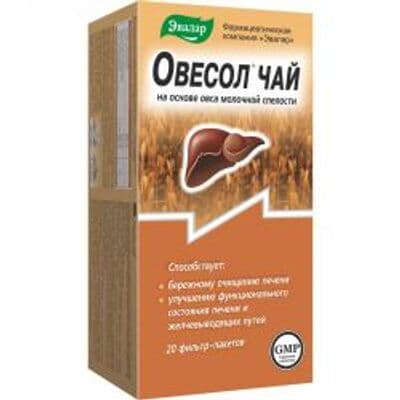 Эвалар
Фармацевтическая
компания «Эвалар»
Овесол® чай
на основе овса молочной спелости
Способствует:
• бережному очищению печени
• улучшению функционального
состояния печени и
желчевыводящих путей
20 фильтр-пакетов
GMP